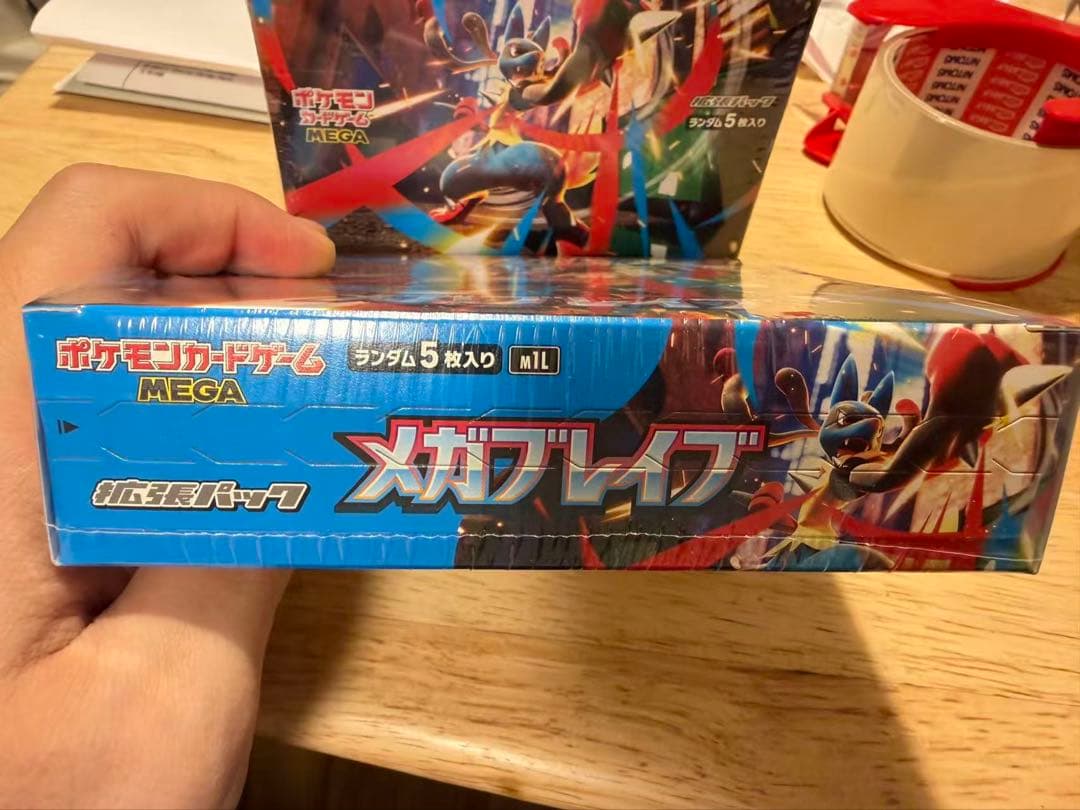 ポケモン
カードゲーム
MEGA
拡張パック
ランダム5枚入り
NITOMS
ポケモンカードゲーム
MEGA
ランダム5枚入り
M1L
メガブレイブ
拡張パック